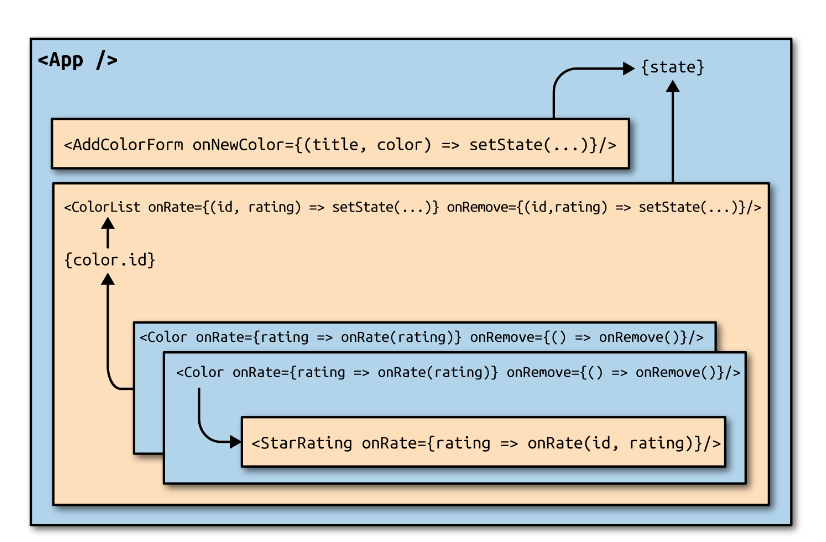 <App />
{state}
<AddColorForm onNewColor={(title, color) => setState(...)}/>
<ColorList onRate={(id, rating) => setState(...)} onRemove={(id,rating) => setState(...)}/>
{color.id}
<Color onRate={rating => onRate(rating)} onRemove={() => onRemove()}/>
<Color onRate={rating => onRate(rating)} onRemove={() => onRemove()}/>
<StarRating onRate={rating => onRate(id, rating)}/>